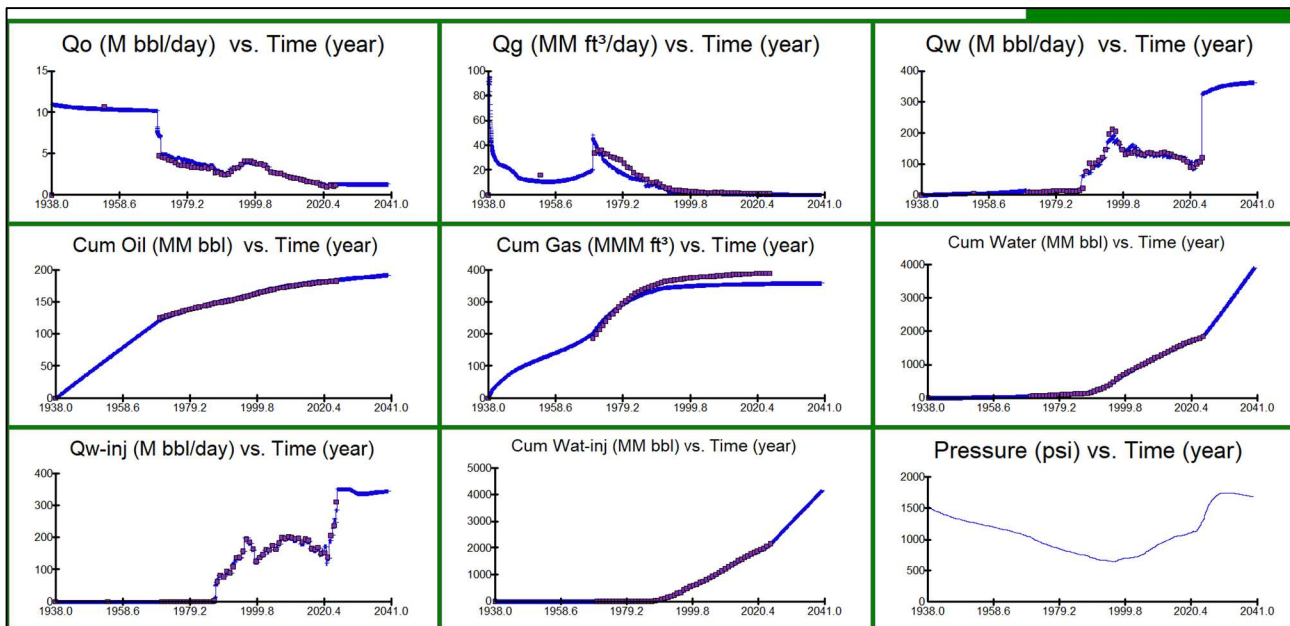 Qo (M bbl/day) vs. Time (year)
15
10
5
0
1938.0 1958.6 1979.2 1999.8 2020.4 2041.0
Qg (MM ft³/day) vs. Time (year)
100
80
60
40
20
0
1938.0 1958.6 1979.2 1999.8 2020.4 2041.0
Qw (M bbl/day) vs. Time (year)
400
300
200
100
0
1938.0 1958.6 1979.2 1999.8 2020.4 2041.0
Cum Oil (MM bbl) vs. Time (year)
200
150
100
50
0
1938.0 1958.6 1979.2 1999.8 2020.4 2041.0
Cum Gas (MMM ft³) vs. Time (year)
400
300
200
100
0
1938.0 1958.6 1979.2 1999.8 2020.4 2041.0
Cum Water (MM bbl) vs. Time (year)
4000
3000
2000
1000
0
1938.0 1958.6 1979.2 1999.8 2020.4 2041.0
Qw-inj (M bbl/day) vs. Time (year)
400
300
200
100
0
1938.0 1958.6 1979.2 1999.8 2020.4 2041.0
Cum Wat-inj (MM bbl) vs. Time (year)
5000
4000
3000
2000
1000
0
1938.0 1958.6 1979.2 1999.8 2020.4 2041.0
Pressure (psi) vs. Time (year)
2000
1500
1000
500
0
1938.0 1958.6 1979.2 1999.8 2020.4 2041.0